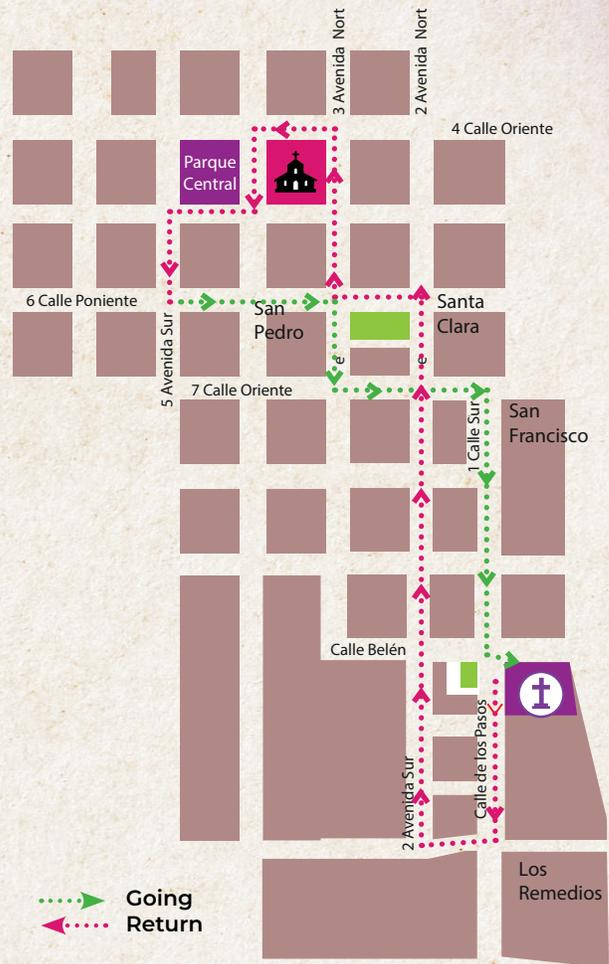 3 Avenida Nort
2 Avenida Nort
4 Calle Oriente
Parque
Central
6 Calle Poniente
San
Pedro
Santa
Clara
e
e
5 Avenida Sur
7 Calle Oriente
1 Calle Sur
San
Francisco
Calle Belén
Calle de los Pasos
2 Avenida Sur
Los
Remedios
Going
Return